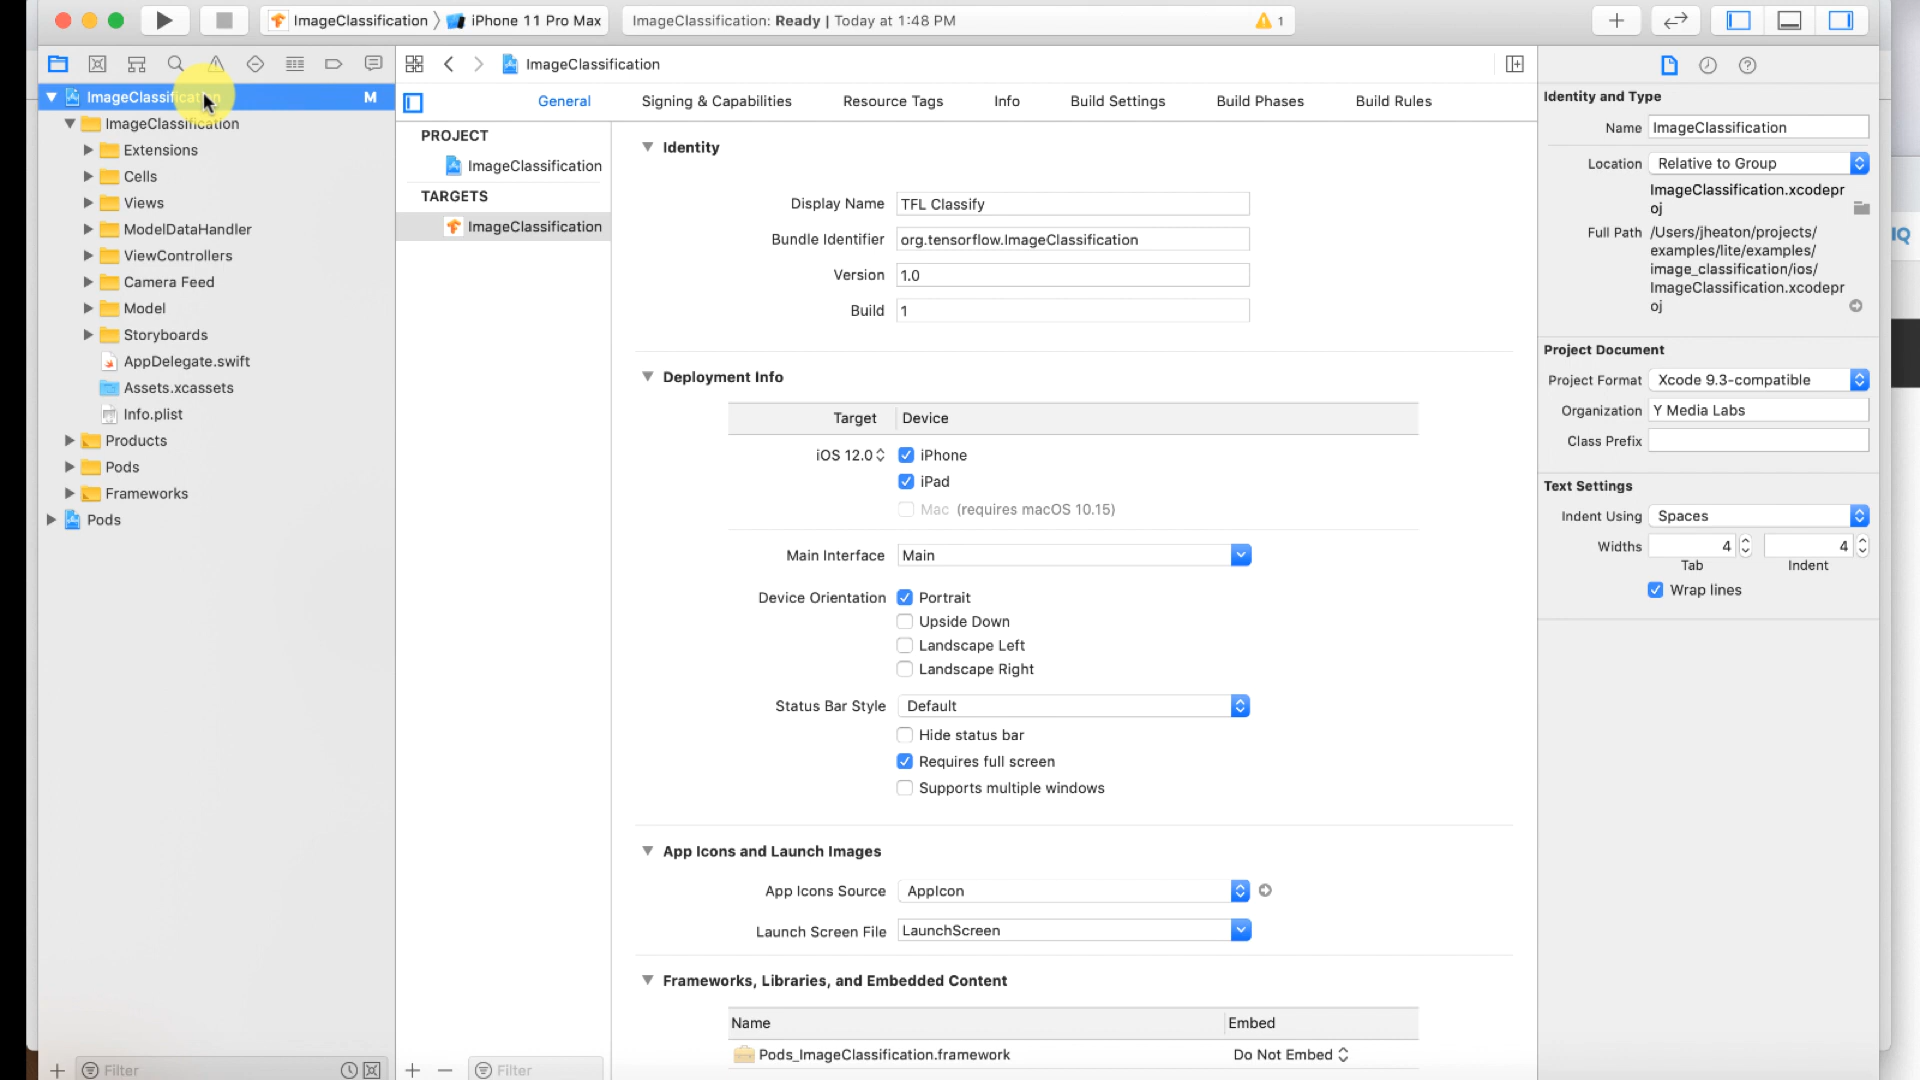 ImageClassification 〉 iPhone 11 Pro Max
ImageClassification: Ready | Today at 1:48 PM
1
ImageClassification
ImageClassification M
ImageClassification
Extensions
Cells
Views
ModelDataHandler
ViewControllers
Camera Feed
Model
Storyboards
AppDelegate.swift
Assets.xcassets
Info.plist
Products
Pods
Frameworks
Pods
Filter
General Signing & Capabilities Resource Tags Info Build Settings Build Phases Build Rules
PROJECT
ImageClassification
TARGETS
ImageClassification
Filter
Identity
Display Name TFL Classify
Bundle Identifier org.tensorflow.ImageClassification
Version 1.0
Build 1
Deployment Info
Target Device
iOS 12.0 iPhone
iPad
Mac (requires macOS 10.15)
Main Interface Main
Device Orientation Portrait
Upside Down
Landscape Left
Landscape Right
Status Bar Style Default
Hide status bar
Requires full screen
Supports multiple windows
App Icons and Launch Images
App Icons Source AppIcon
Launch Screen File LaunchScreen
Frameworks, Libraries, and Embedded Content
Name Embed
Pods_ImageClassification.framework Do Not Embed
Identity and Type
Name ImageClassification
Location Relative to Group
ImageClassification.xcodepr
oj
Full Path /Users/jheaton/projects/
examples/lite/examples/
image_classification/ios/
ImageClassification.xcodepr
oj
Project Document
Project Format Xcode 9.3-compatible
Organization Y Media Labs
Class Prefix
Text Settings
Indent Using Spaces
Widths 4 4
Tab Indent
Wrap lines
IQ